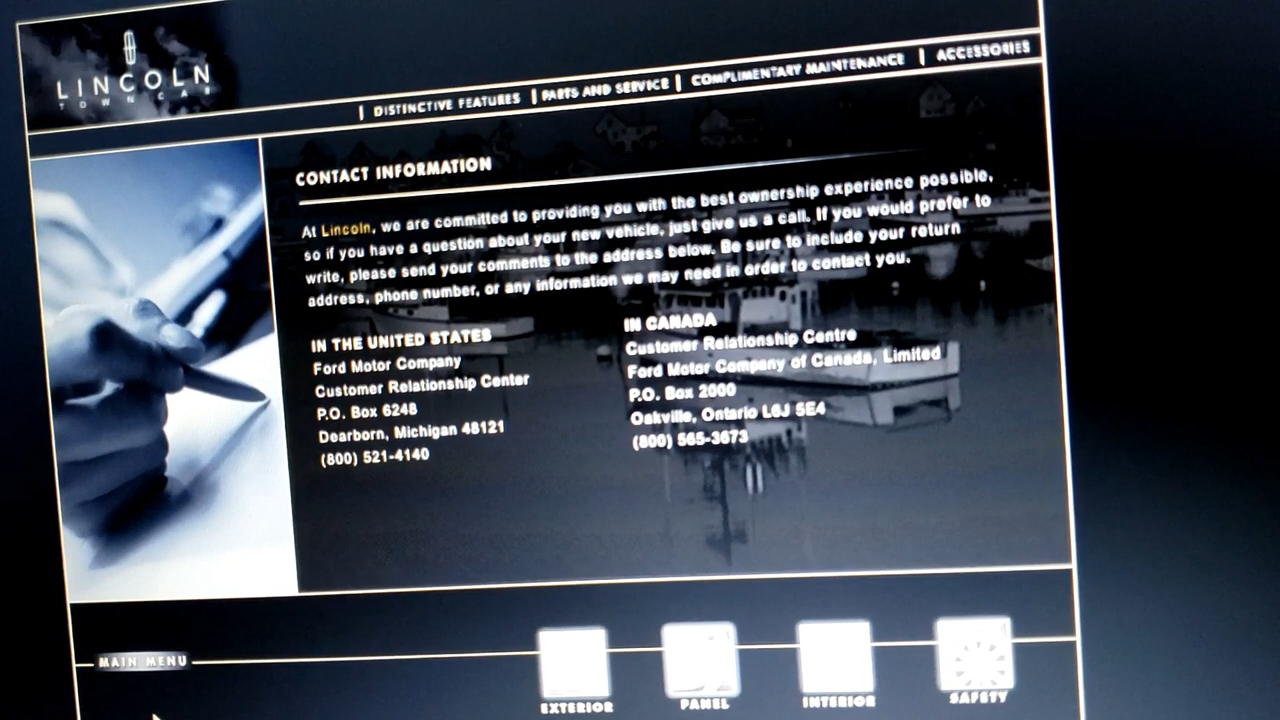 LINCOLN
TOWN CAR
| DISTINCTIVE FEATURES | PARTS AND SERVICE | COMPLIMENTARY MAINTENANCE | ACCESSORIES
CONTACT INFORMATION
At Lincoln, we are committed to providing you with the best ownership experience possible,
so if you have a question about your new vehicle, just give us a call. If you would prefer to
write, please send your comments to the address below. Be sure to include your return
address, phone number, or any information we may need in order to contact you.
IN THE UNITED STATES
Ford Motor Company
Customer Relationship Center
P.O. Box 6248
Dearborn, Michigan 48121
(800) 521-4140
IN CANADA
Customer Relationship Centre
Ford Motor Company of Canada, Limited
P.O. Box 2000
Oakville, Ontario L6J 5E4
(800) 565-3673
MAIN MENU
EXTERIOR
PANEL
INTERIOR
SAFETY